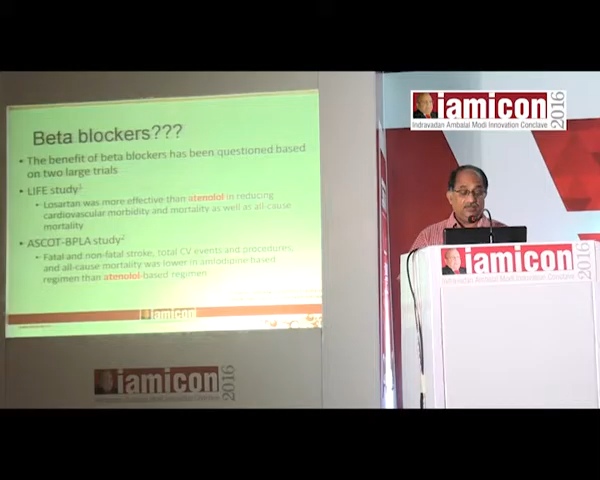 Beta blockers???
• The benefit of beta blockers has been questioned based
on two large trials
• LIFE study1
• Losartan was more effective than atenolol in reducing
cardiovascular morbidity and mortality as well as all-cause
mortality
• ASCOT-BPLA study2
• Fatal and non-fatal stroke, total CV events and procedures,
and all-cause mortality was lower in amlodipine based
regimen than atenolol-based regimen
iamicon
iamicon 2016
iamicon 2016
Indravadan Ambalal Modi Innovation Conclave
iamicon 2016
Indravadan Ambalal Modi Innovation Conclave